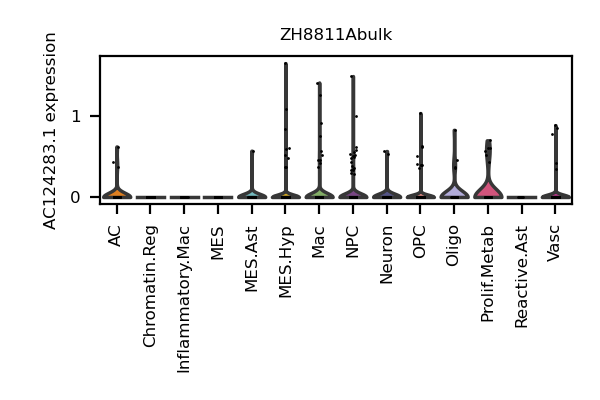 ZH8811Abulk
AC124283.1 expression
1
0
AC
Chromatin.Reg
Inflammatory.Mac
MES
MES.Ast
MES.Hyp
Mac
NPC
Neuron
OPC
Oligo
Prolif.Metab
Reactive.Ast
Vasc